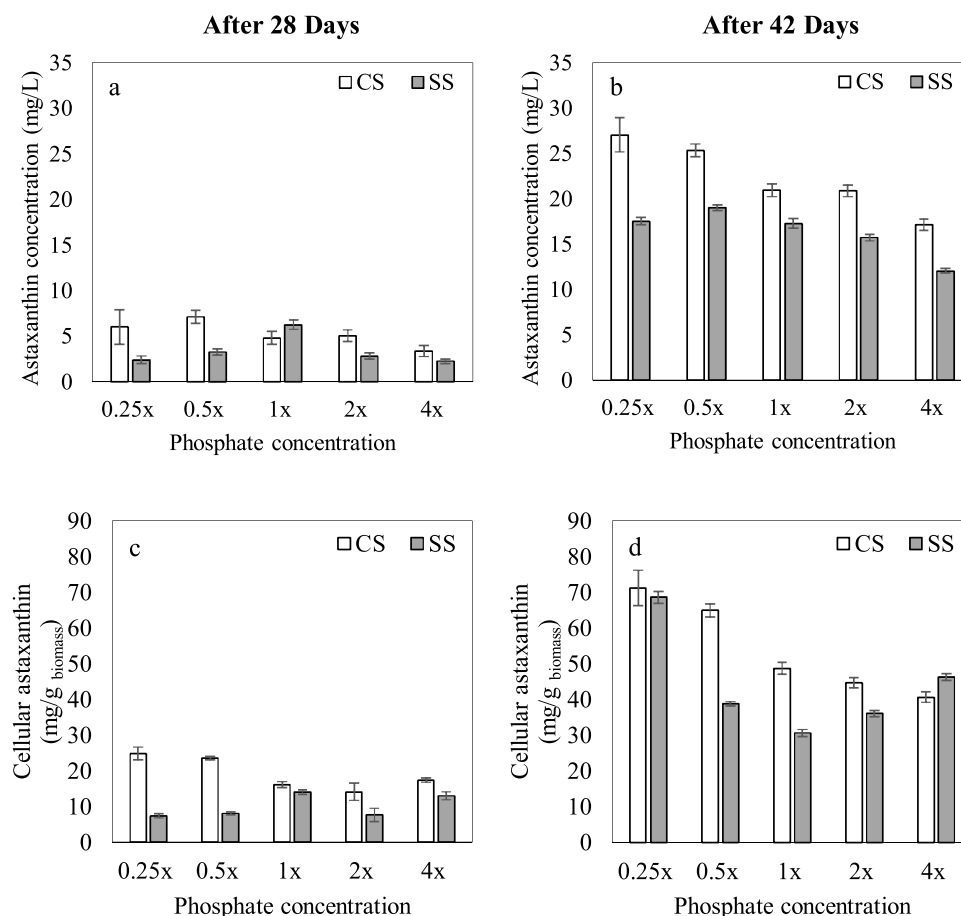 After 28 Days
After 42 Days
a
CS SS
35
30
25
20
15
10
5
0
Astaxanthin concentration (mg/L)
0.25x 0.5x 1x 2x 4x
Phosphate concentration
b
CS SS
35
30
25
20
15
10
5
0
Astaxanthin concentration (mg/L)
0.25x 0.5x 1x 2x 4x
Phosphate concentration
c
CS SS
90
80
70
60
50
40
30
20
10
0
Cellular astaxanthin
(mg/g biomass)
0.25x 0.5x 1x 2x 4x
Phosphate concentration
d
CS SS
90
80
70
60
50
40
30
20
10
0
Cellular astaxanthin
(mg/g biomass)
0.25x 0.5x 1x 2x 4x
Phosphate concentration